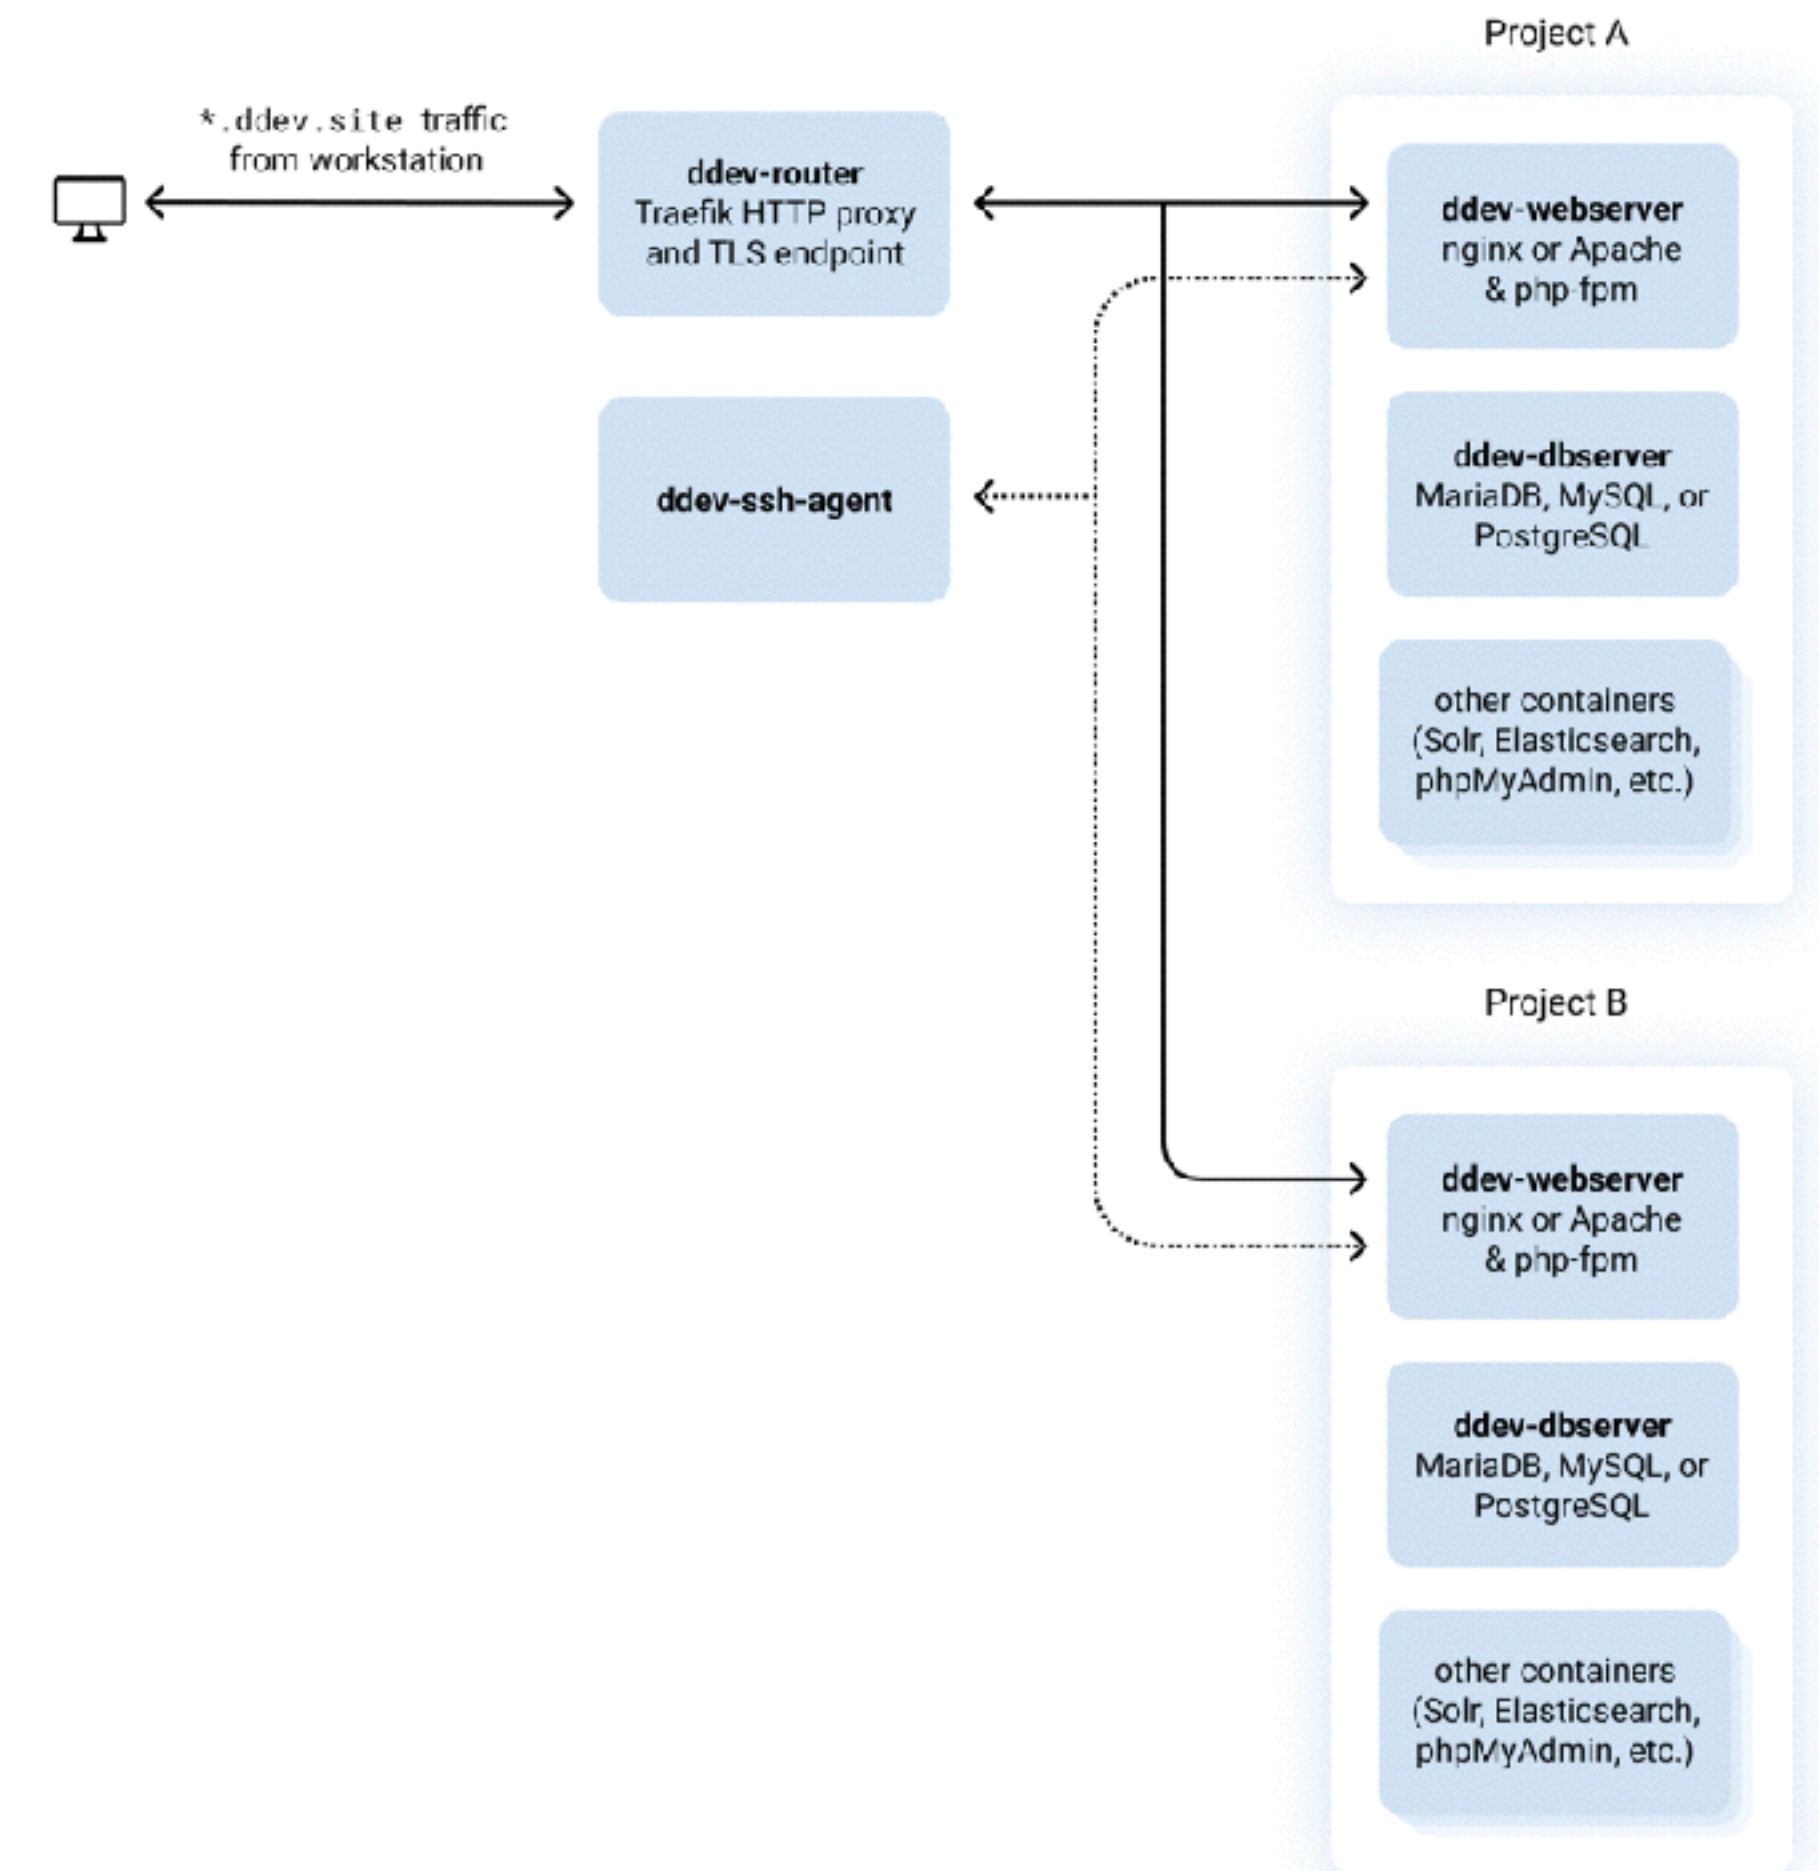 Project A
*.ddev.site traffic
from workstation
ddev-router
Traefik HTTP proxy
and TLS endpoint
ddev-webserver
nginx or Apache
& php-fpm
ddev-ssh-agent
ddev-dbserver
MariaDB, MySQL, or
PostgreSQL
other containers
(Solr, Elasticsearch,
phpMyAdmin, etc.)
Project B
ddev-webserver
nginx or Apache
& php-fpm
ddev-dbserver
MariaDB, MySQL, or
PostgreSQL
other containers
(Solr, Elasticsearch,
phpMyAdmin, etc.)